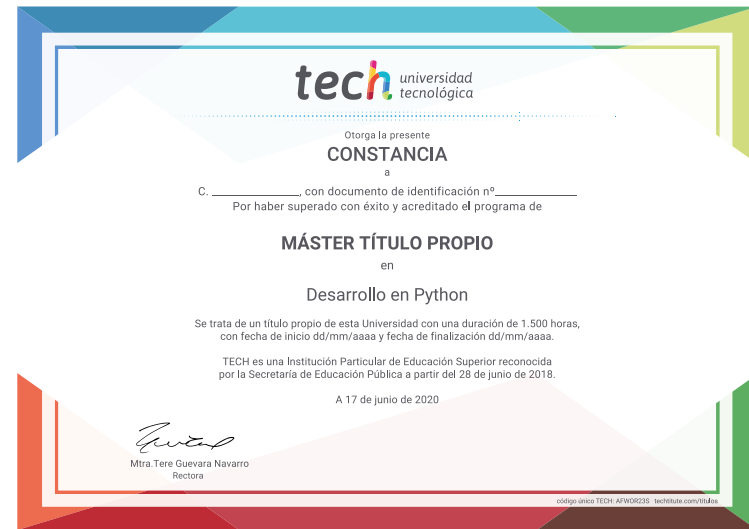 tech universidad
tecnológica
Otorga la presente
CONSTANCIA
a
C. ______________, con documento de identificación nº______________
Por haber superado con éxito y acreditado el programa de
MÁSTER TÍTULO PROPIO
en
Desarrollo en Python
Se trata de un título propio de esta Universidad con una duración de 1.500 horas,
con fecha de inicio dd/mm/aaaa y fecha de finalización dd/mm/aaaa.
TECH es una Institución Particular de Educación Superior reconocida
por la Secretaría de Educación Pública a partir del 28 de junio de 2018.
A 17 de junio de 2020
Mtra.Tere Guevara Navarro
Rectora
código único TECH: AFWOR23S techtitute.com/titulos